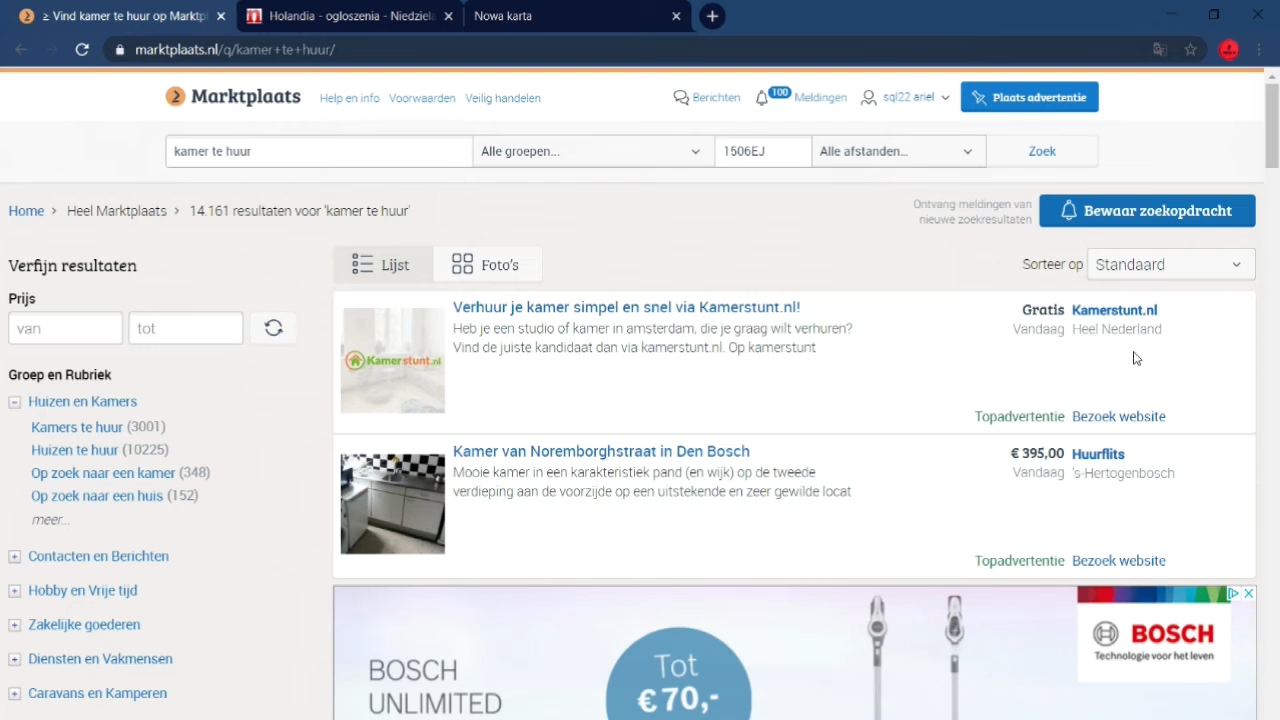 ≥ Vind kamer te huur op Marktpl
Holandia - ogloszenia - Niedziela
Nowa karta
marktplaats.nl/q/kamer+te+huur/
Marktplaats
Help en info
Voorwaarden
Veilig handelen
Berichten
100
Meldingen
sql22 ariel
Plaats advertentie
kamer te huur
Alle groepen...
1506EJ
Alle afstanden...
Zoek
Home > Heel Marktplaats > 14.161 resultaten voor 'kamer te huur'
Ontvang meldingen van
nieuwe zoekresultaten
Bewaar zoekopdracht
Verfijn resultaten
Lijst
Foto's
Sorteer op
Standaard
Prijs
van
tot
Groep en Rubriek
Huizen en Kamers
Kamers te huur (3001)
Huizen te huur (10225)
Op zoek naar een kamer (348)
Op zoek naar een huis (152)
meer...
Contacten en Berichten
Hobby en Vrije tijd
Zakelijke goederen
Diensten en Vakmensen
Caravans en Kamperen
Kamerstunt.nl
Verhuur je kamer simpel en snel via Kamerstunt.nl!
Heb je een studio of kamer in amsterdam, die je graag wilt verhuren?
Vind de juiste kandidaat dan via kamerstunt.nl. Op kamerstunt
Gratis
Kamerstunt.nl
Vandaag
Heel Nederland
Topadvertentie
Bezoek website
Kamer van Noremborghstraat in Den Bosch
Mooie kamer in een karakteristiek pand (en wijk) op de tweede
verdieping aan de voorzijde op een uitstekende en zeer gewilde locat
€ 395,00
Huurflits
Vandaag
's-Hertogenbosch
Topadvertentie
Bezoek website
BOSCH
UNLIMITED
Tot
€ 70,-
BOSCH
Technologie voor het leven